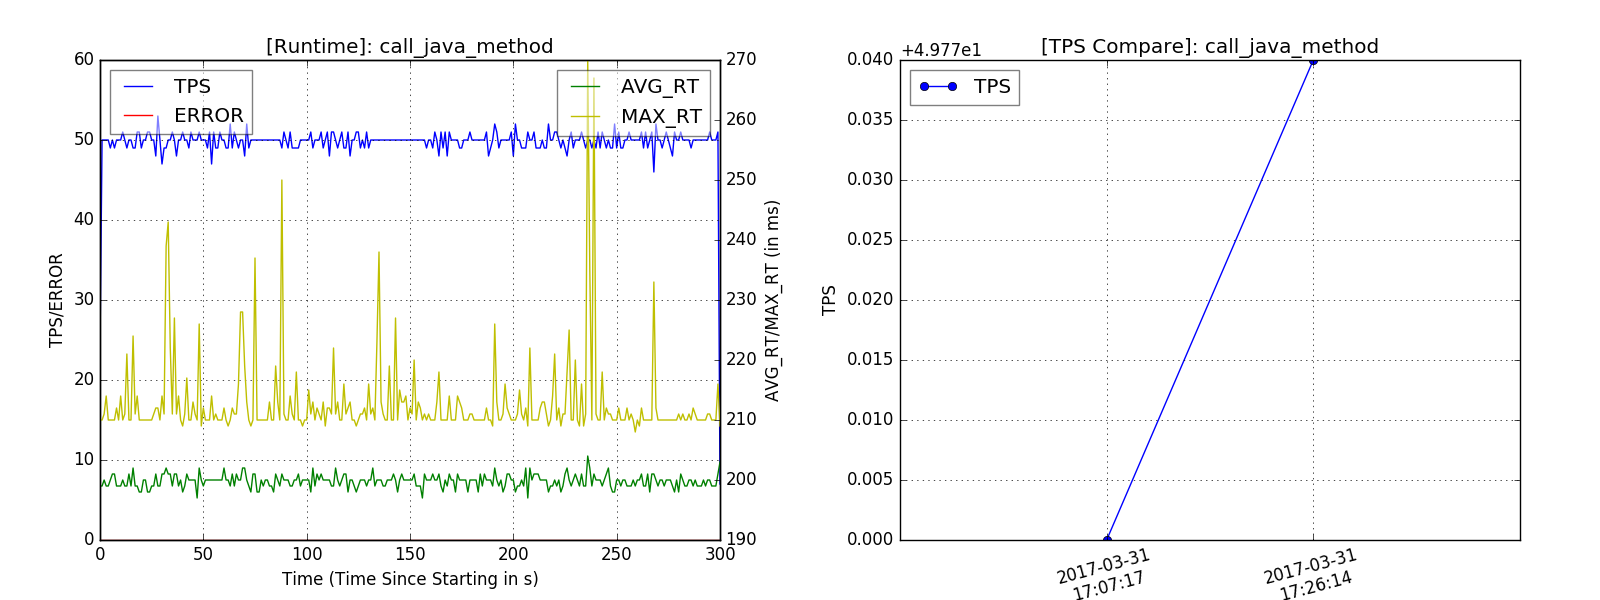 [Runtime]: call_java_method
60
50
40
30
20
10
0
TPS/ERROR
TPS
ERROR
AVG_RT
MAX_RT
270
260
250
240
230
220
210
200
190
AVG_RT/MAX_RT (in ms)
0 50 100 150 200 250 300
Time (Time Since Starting in s)
+4.977e1
[TPS Compare]: call_java_method
0.040
0.035
0.030
0.025
0.020
0.015
0.010
0.005
0.000
TPS
TPS
2017-03-31
17:07:17
2017-03-31
17:26:14